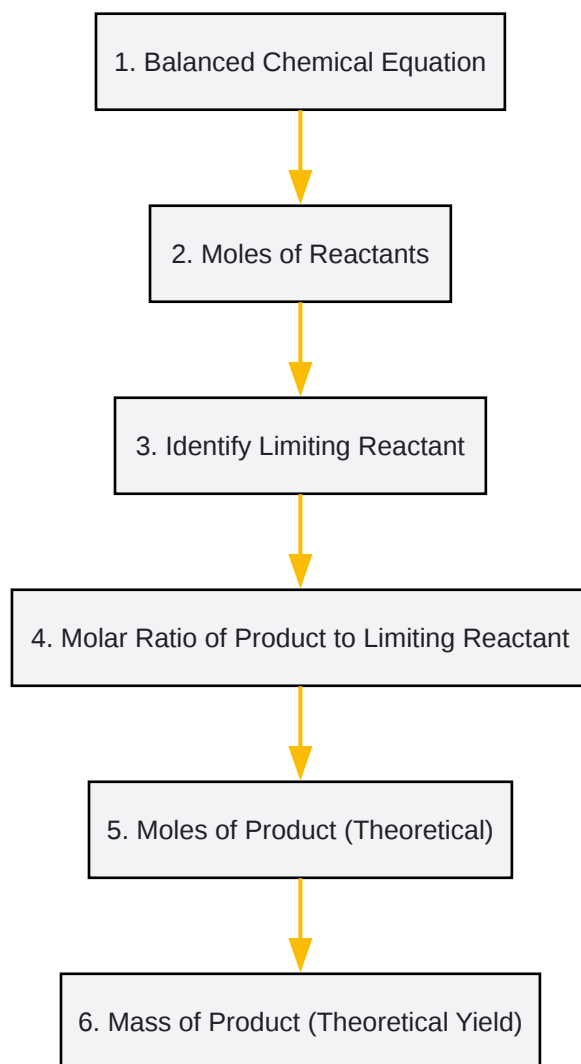 1. Balanced Chemical Equation
2. Moles of Reactants
3. Identify Limiting Reactant
4. Molar Ratio of Product to Limiting Reactant
5. Moles of Product (Theoretical)
6. Mass of Product (Theoretical Yield)